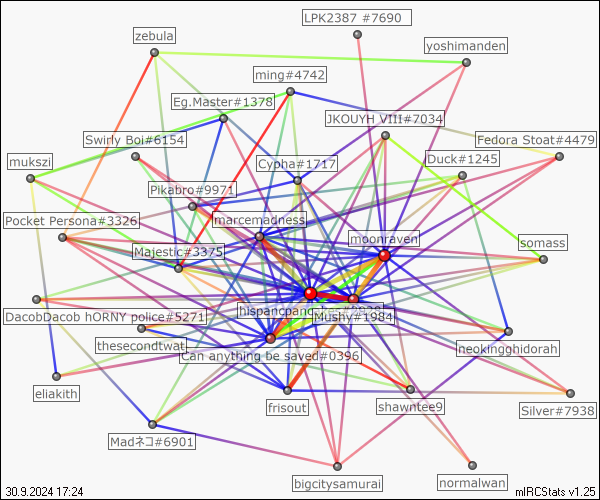 LPK2387 #7690
zebula
yoshimanden
ming#4742
Eg.Master#1378
JKOUYH VIII#7034
Swirly Boi#6154
Fedora Stoat#4479
mukszi
Cypha#1717
Duck#1245
Pikabro#9971
Pocket Persona#3326
marcemadness
moonraven
Majestic#3375
somass
hispancpanches
DacobDacob hORNY police#5271
Mushy#1984
thesecondtwat
Can anything be saved#0396
neokingghidorah
eliakith
frisout
shawntee9
Silver#7938
Madネコ#6901
bigcitysamurai
normalwan
30.9.2024 17:24
mIRCStats v1.25